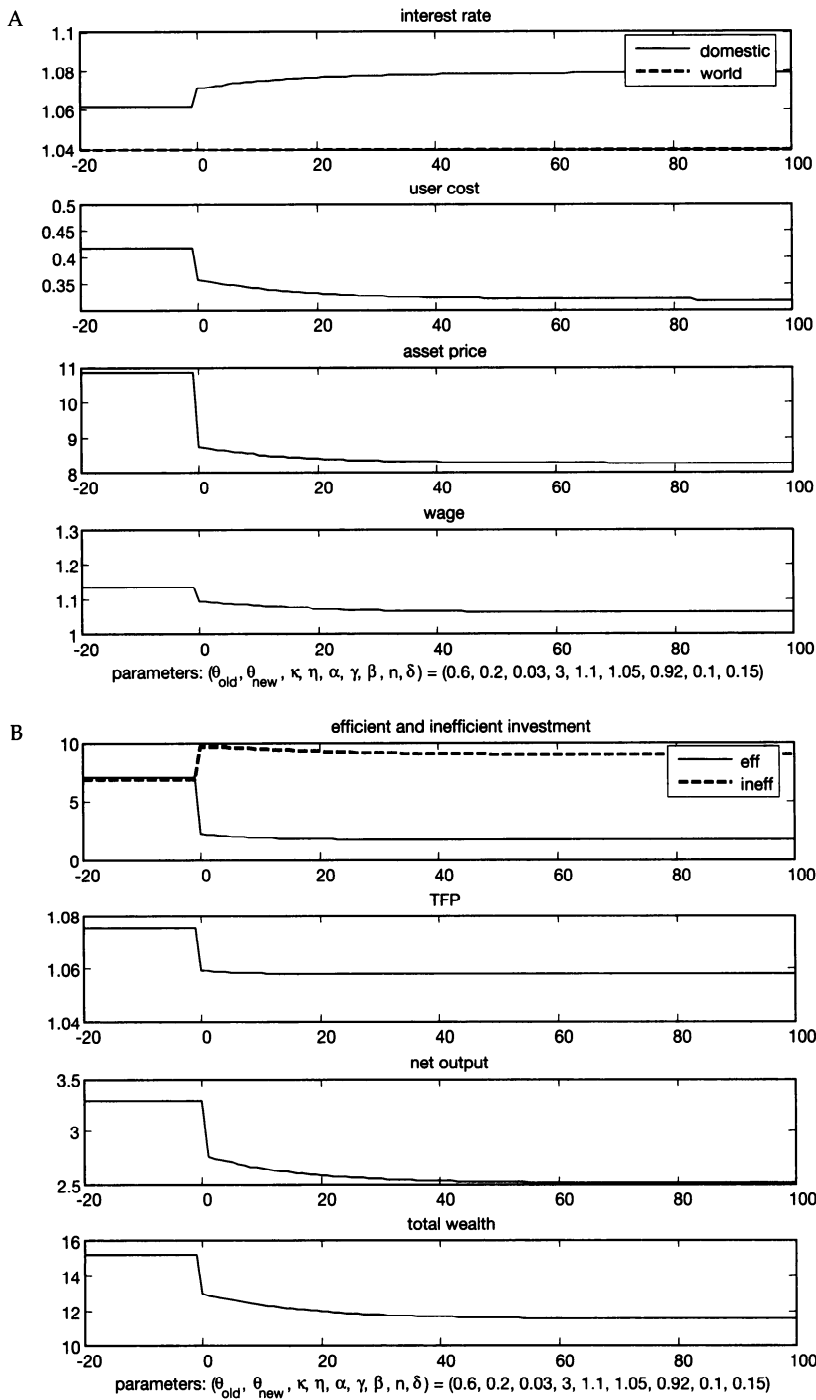 A
interest rate
1.1
1.08
1.06
1.04
domestic
world
-20 0 20 40 60 80 100
user cost
0.5
0.45
0.4
0.35
-20 0 20 40 60 80 100
asset price
11
10
9
8
-20 0 20 40 60 80 100
wage
1.3
1.2
1.1
1
-20 0 20 40 60 80 100
parameters: (θold, θnew, κ, η, α, γ, β, n, δ) = (0.6, 0.2, 0.03, 3, 1.1, 1.05, 0.92, 0.1, 0.15)
B
efficient and inefficient investment
10
5
0
eff
ineff
-20 0 20 40 60 80 100
TFP
1.08
1.06
1.04
-20 0 20 40 60 80 100
net output
3.5
3
2.5
-20 0 20 40 60 80 100
total wealth
16
14
12
10
-20 0 20 40 60 80 100
parameters: (θold, θnew, κ, η, α, γ, β, n, δ) = (0.6, 0.2, 0.03, 3, 1.1, 1.05, 0.92, 0.1, 0.15)